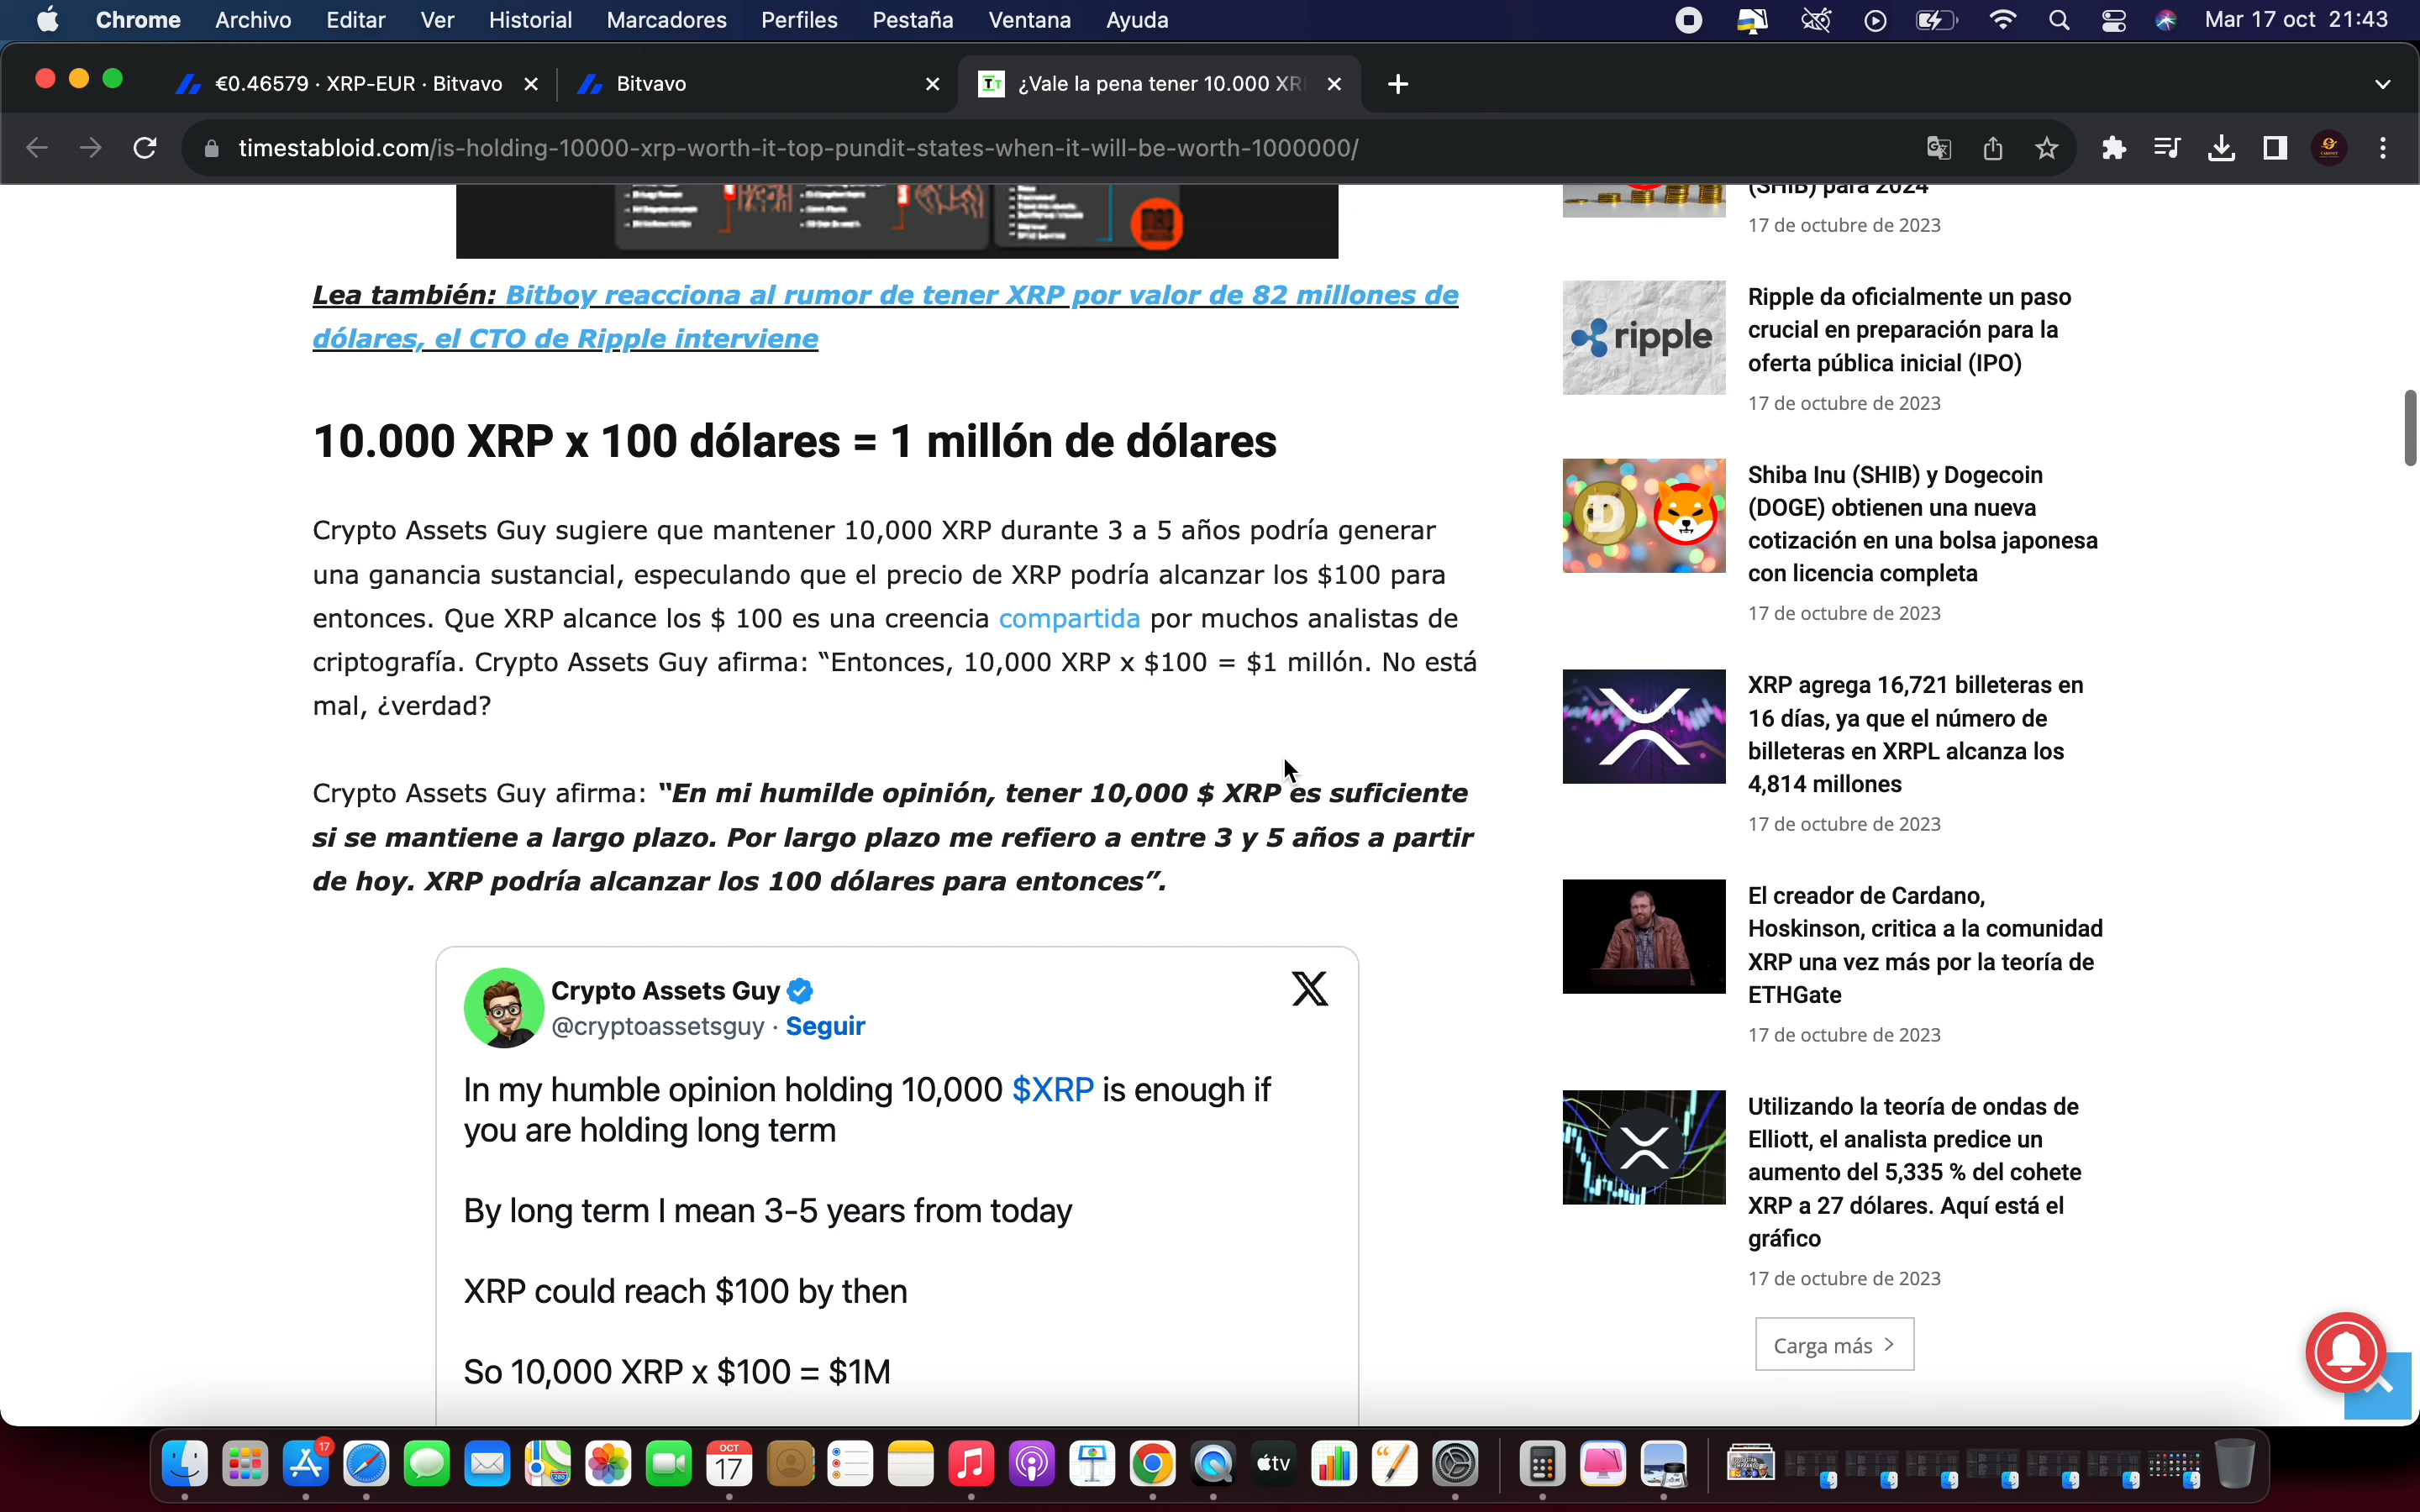 Chrome Archivo Editar Ver Historial Marcadores Perfiles Pestaña Ventana Ayuda Mar 17 oct 21:43
€0.46579 · XRP-EUR · Bitvavo Bitvavo ¿Vale la pena tener 10.000 XR
timestabloid.com/is-holding-10000-xrp-worth-it-top-pundit-states-when-it-will-be-worth-1000000/
Lea también: Bitboy reacciona al rumor de tener XRP por valor de 82 millones de
dólares, el CTO de Ripple interviene
10.000 XRP x 100 dólares = 1 millón de dólares
Crypto Assets Guy sugiere que mantener 10,000 XRP durante 3 a 5 años podría generar
una ganancia sustancial, especulando que el precio de XRP podría alcanzar los $100 para
entonces. Que XRP alcance los $ 100 es una creencia compartida por muchos analistas de
criptografía. Crypto Assets Guy afirma: “Entonces, 10,000 XRP x $100 = $1 millón. No está
mal, ¿verdad?
Crypto Assets Guy afirma: “En mi humilde opinión, tener 10,000 $ XRP es suficiente
si se mantiene a largo plazo. Por largo plazo me refiero a entre 3 y 5 años a partir
de hoy. XRP podría alcanzar los 100 dólares para entonces”.
Crypto Assets Guy
@cryptoassetsguy · Seguir
In my humble opinion holding 10,000 $XRP is enough if
you are holding long term
By long term I mean 3-5 years from today
XRP could reach $100 by then
So 10,000 XRP x $100 = $1M
(SHIB) para 2024
17 de octubre de 2023
ripple
Ripple da oficialmente un paso
crucial en preparación para la
oferta pública inicial (IPO)
17 de octubre de 2023
Shiba Inu (SHIB) y Dogecoin
(DOGE) obtienen una nueva
cotización en una bolsa japonesa
con licencia completa
17 de octubre de 2023
XRP agrega 16,721 billeteras en
16 días, ya que el número de
billeteras en XRPL alcanza los
4,814 millones
17 de octubre de 2023
El creador de Cardano,
Hoskinson, critica a la comunidad
XRP una vez más por la teoría de
ETHGate
17 de octubre de 2023
Utilizando la teoría de ondas de
Elliott, el analista predice un
aumento del 5,335 % del cohete
XRP a 27 dólares. Aquí está el
gráfico
17 de octubre de 2023
Carga más
17
OCT
17
tv